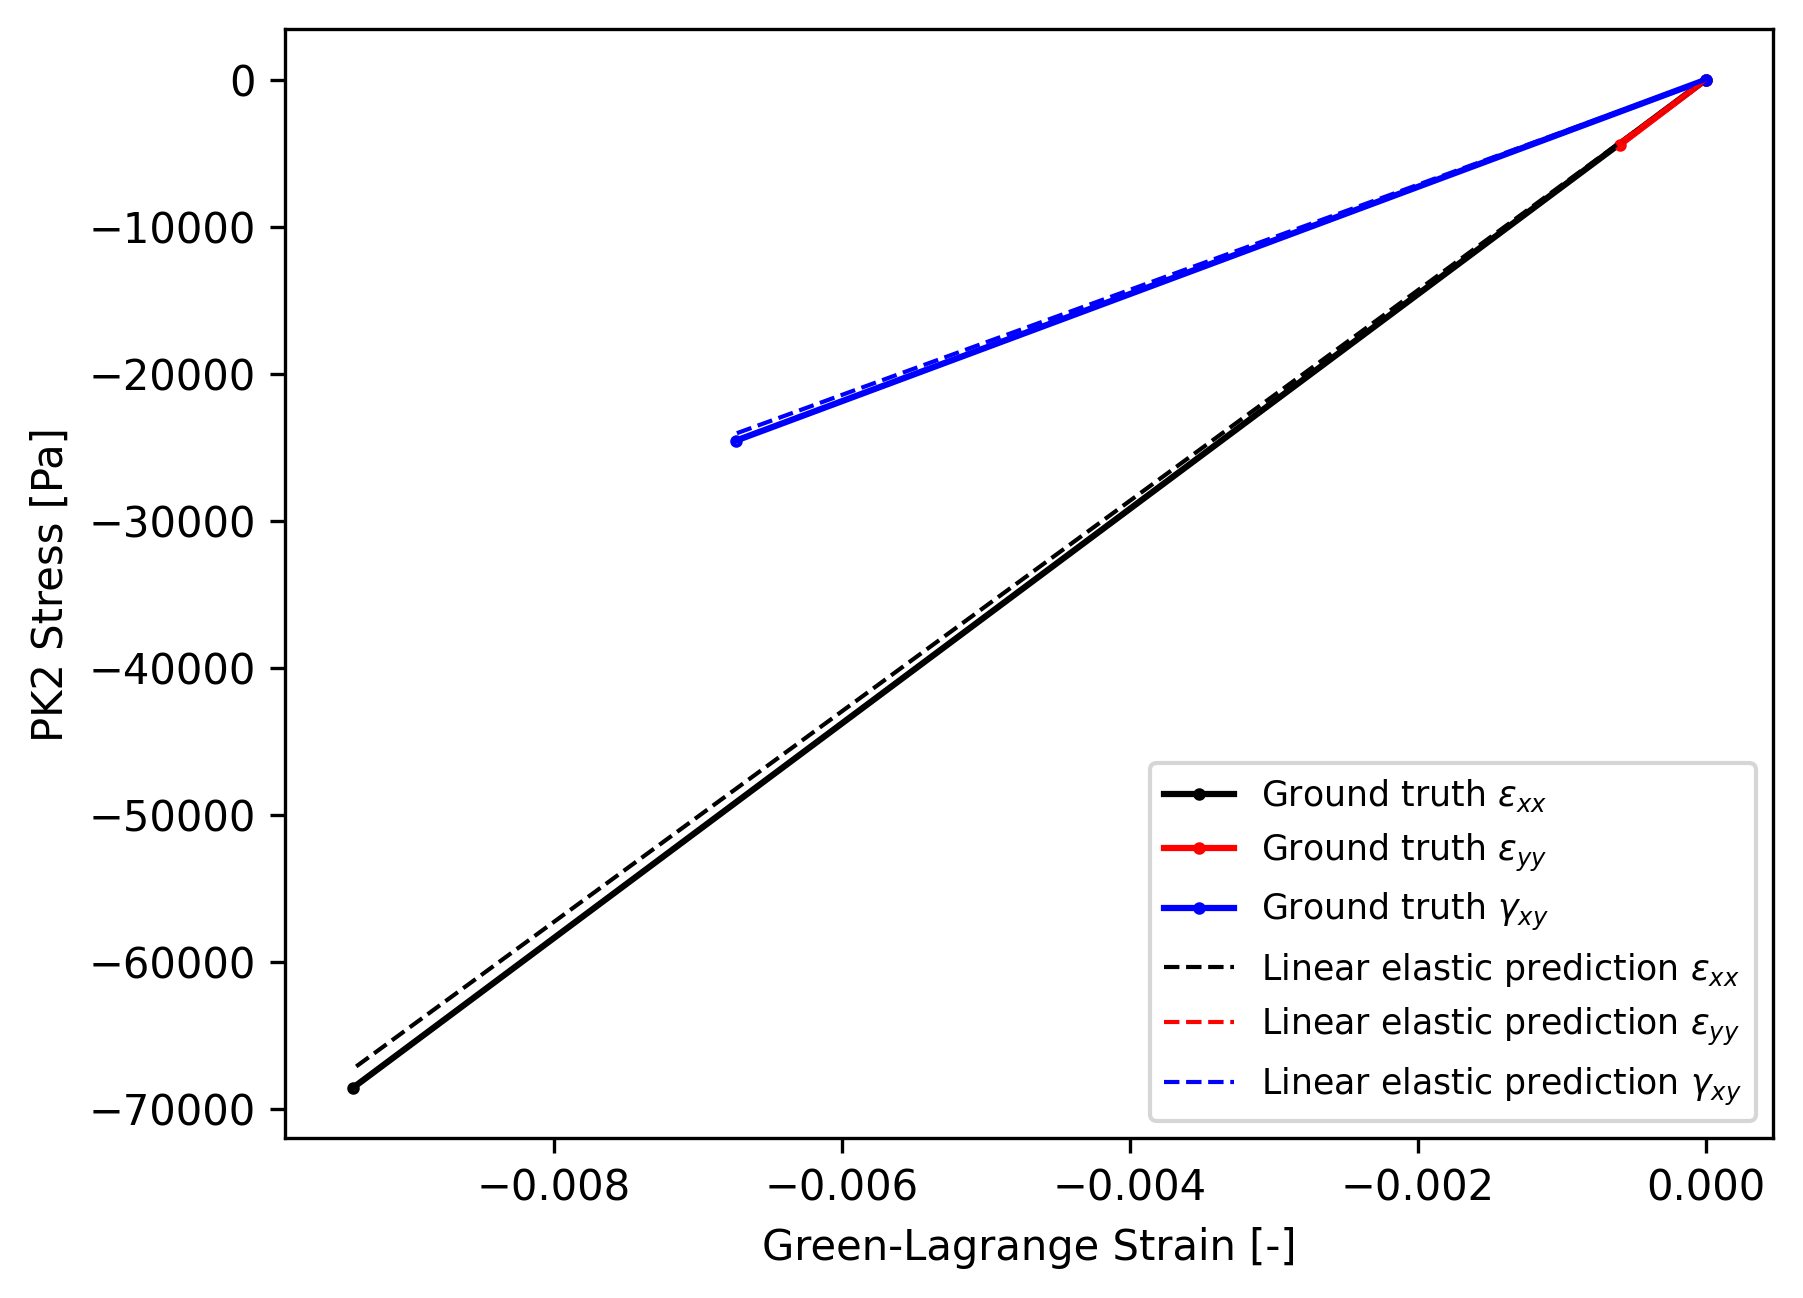 0
−10000
−20000
−30000
−40000
−50000
−60000
−70000
PK2 Stress [Pa]
Ground truth εxx
Ground truth εyy
Ground truth γxy
Linear elastic prediction εxx
Linear elastic prediction εyy
Linear elastic prediction γxy
−0.008 −0.006 −0.004 −0.002 0.000
Green-Lagrange Strain [-]